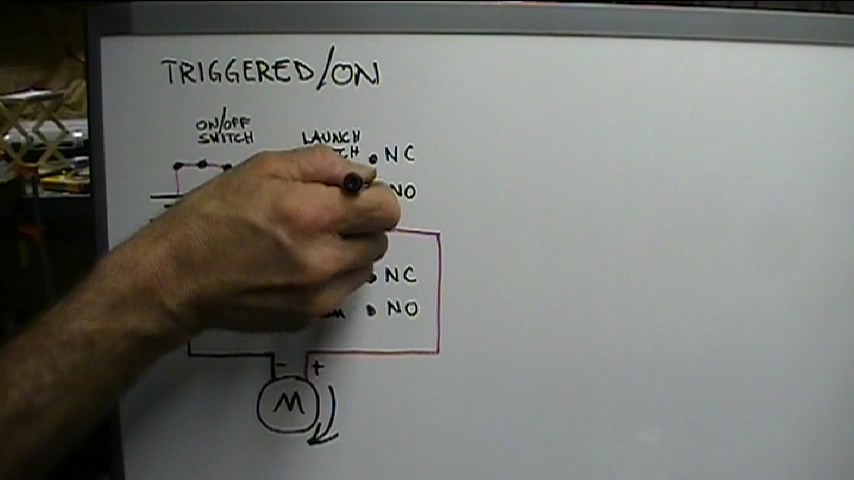 TRIGGERED/ON
ON/OFF
SWITCH
LAUNCH
NC
NO
NC
NO
- +
M